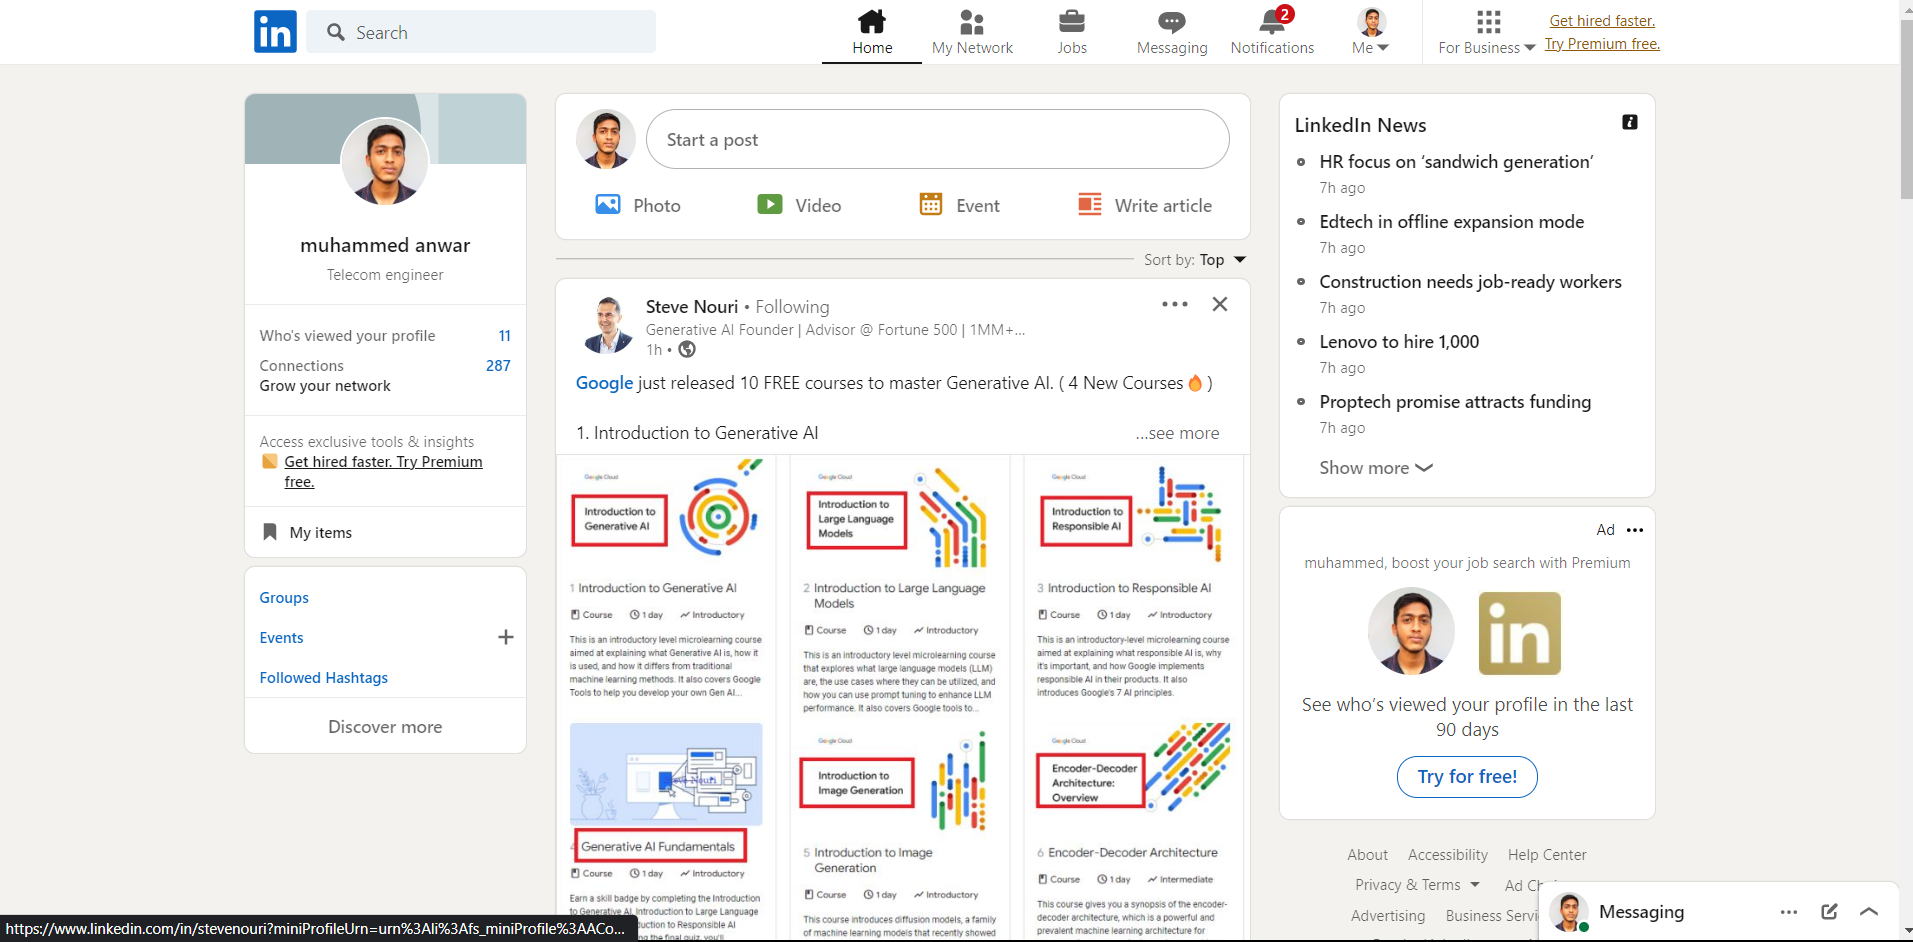 in
Search
Home
My Network
Jobs
Messaging
2
Notifications
Me
For Business
Get hired faster.
Try Premium free.
muhammed anwar
Telecom engineer
Who's viewed your profile 11
Connections 287
Grow your network
Access exclusive tools & insights
Get hired faster. Try Premium
free.
My items
Groups
Events
Followed Hashtags
Discover more
Start a post
Photo
Video
Event
Write article
Sort by: Top
Steve Nouri • Following
Generative AI Founder | Advisor @ Fortune 500 | 1MM+...
1h •
Google just released 10 FREE courses to master Generative AI. ( 4 New Courses🔥)
1. Introduction to Generative AI
...see more
Google Cloud
Introduction to
Generative AI
1 Introduction to Generative AI
Course 1 day Introductory
This is an introductory level microlearning course
aimed at explaining what Generative AI is, how it
is used, and how it differs from traditional
machine learning methods. It also covers Google
Tools to help you develop your own Gen AI...
Google Cloud
Introduction to
Large Language
Models
2 Introduction to Large Language
Models
Course 1 day Introductory
This is an introductory level microlearning course
that explores what large language models (LLM)
are, the use cases where they can be utilized, and
how you can use prompt tuning to enhance LLM
performance. It also covers Google tools to...
Google Cloud
Introduction to
Responsible AI
3 Introduction to Responsible AI
Course 1 day Introductory
This is an introductory-level microlearning course
aimed at explaining what responsible AI is, why
it's important, and how Google implements
responsible AI in their products. It also
introduces Google's 7 AI principles.
Steve Nouri
4 Generative AI Fundamentals
Course 1 day Introductory
Earn a skill badge by completing the Introduction
to Generative AI, Introduction to Large Language
duction to Responsible AI
ng the final quiz, you'll
Google Cloud
Introduction to
Image Generation
5 Introduction to Image
Generation
Course 1 day Introductory
This course introduces diffusion models, a family
of machine learning models that recently showed
Google Cloud
Encoder-Decoder
Architecture:
Overview
6 Encoder-Decoder Architecture
Course 1 day Intermediate
This course gives you a synopsis of the encoder-
decoder architecture, which is a powerful and
prevalent machine learning architecture for
LinkedIn News
HR focus on ‘sandwich generation’
7h ago
Edtech in offline expansion mode
7h ago
Construction needs job-ready workers
7h ago
Lenovo to hire 1,000
7h ago
Proptech promise attracts funding
7h ago
Show more
Ad
muhammed, boost your job search with Premium
in
See who's viewed your profile in the last
90 days
Try for free!
About Accessibility Help Center
Privacy & Terms Ad Ch
Advertising Business Servi
Messaging
https://www.linkedin.com/in/stevenouri?miniProfileUrn=urn%3Ali%3Afs_miniProfile%3AACo...